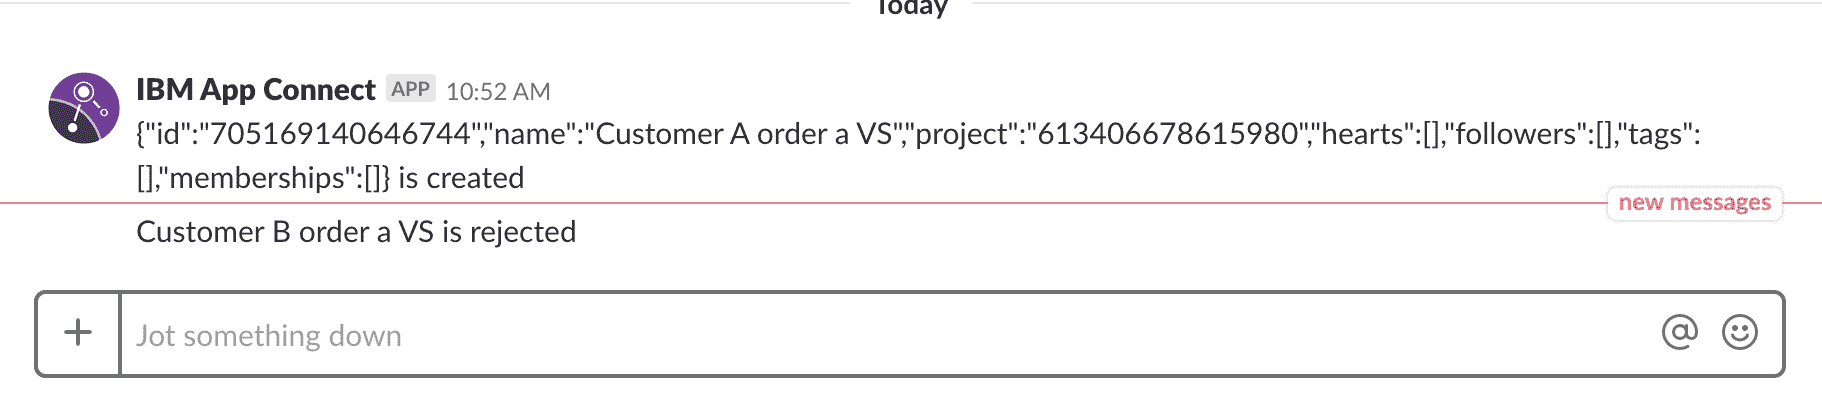 Today
IBM App Connect APP 10:52 AM
{"id":"705169140646744","name":"Customer A order a VS","project":"613406678615980","hearts":[],"followers":[],"tags":
[],"memberships":[]} is created
new messages
Customer B order a VS is rejected
Jot something down